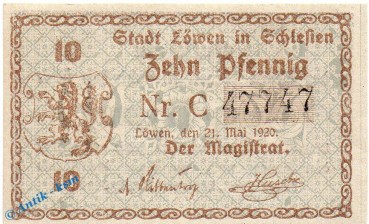 10 Stadt Löwen in Schlesien
Zehn Pfennig
Nr. C 47747
Löwen, den 21. Mai 1920.
10 Der Magistrat.